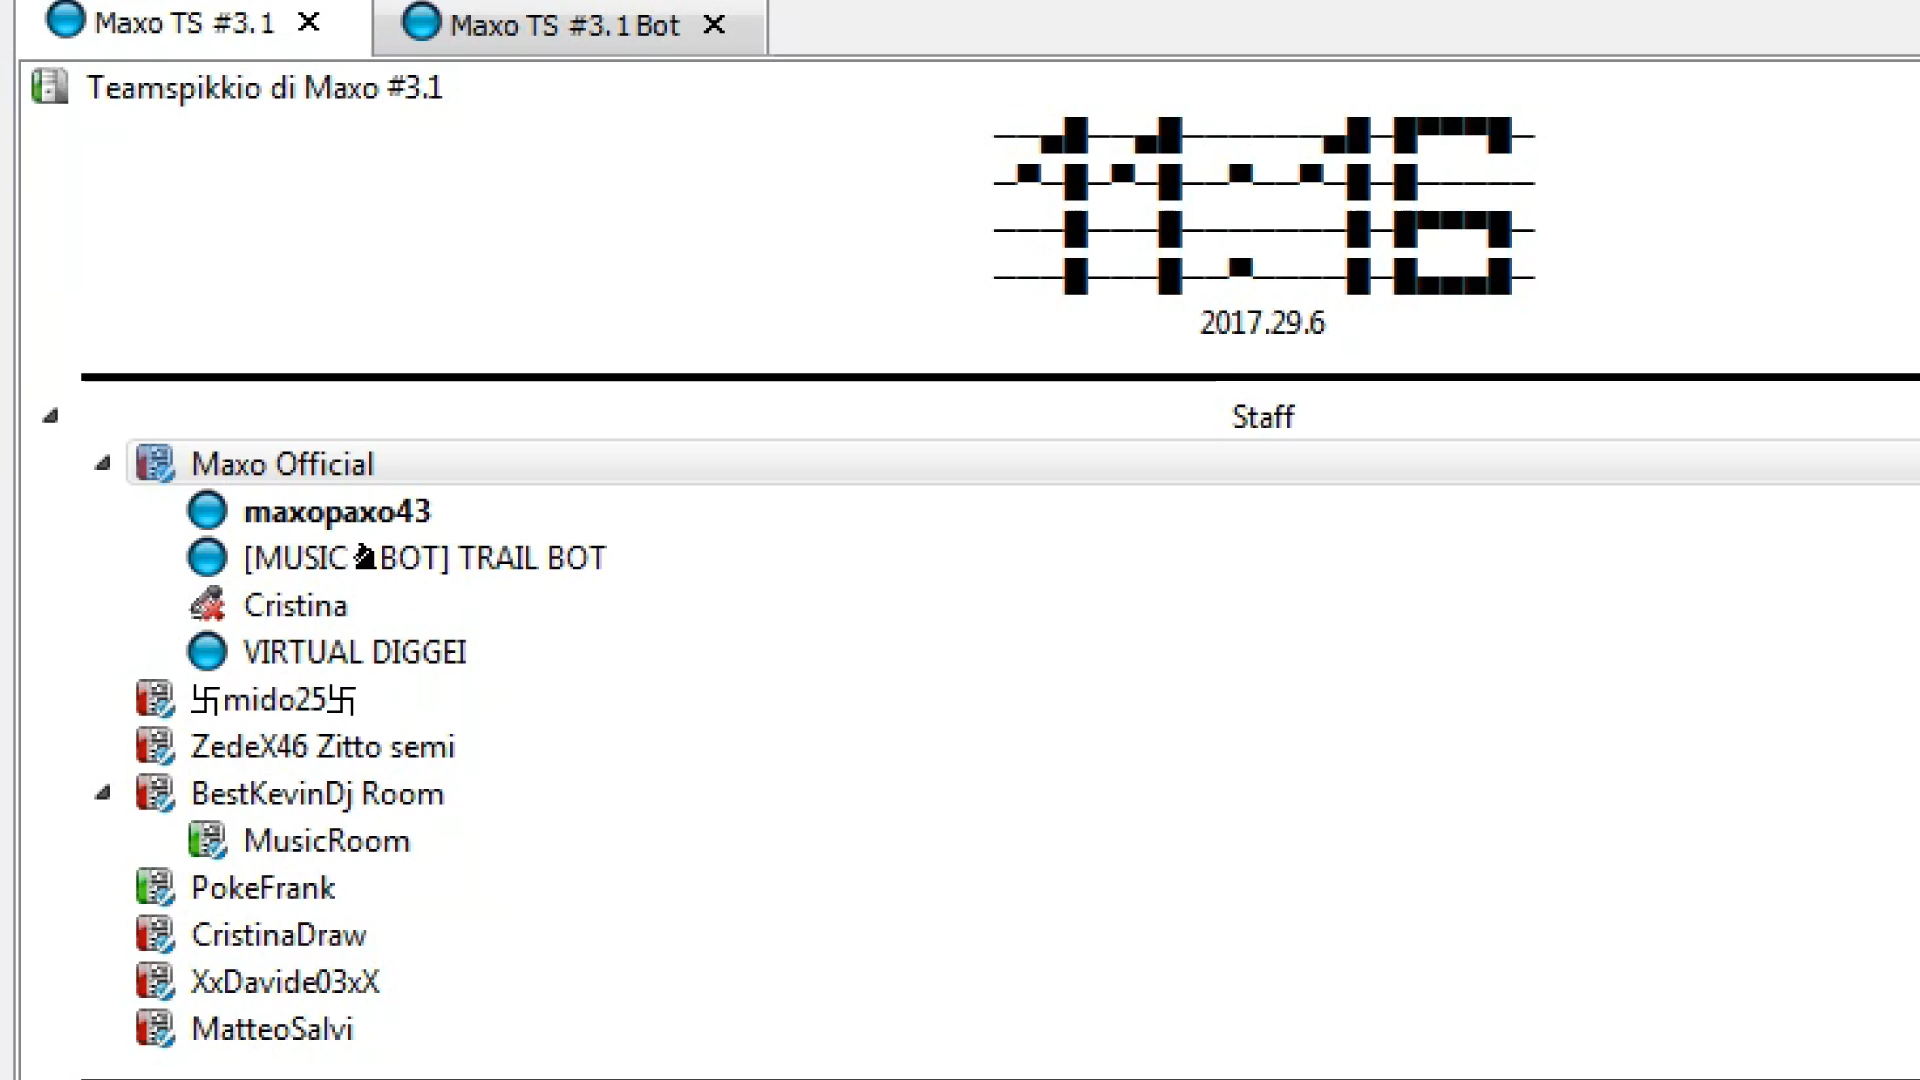 Maxo TS #3.1
Maxo TS #3.1 Bot
Teamspikkio di Maxo #3.1
11:16
2017.29.6
Staff
Maxo Official
maxopaxo43
[MUSIC♞BOT] TRAIL BOT
Cristina
VIRTUAL DIGGEI
卐mido25卐
ZedeX46 Zitto semi
BestKevinDj Room
MusicRoom
PokeFrank
CristinaDraw
XxDavide03xX
MatteoSalvi